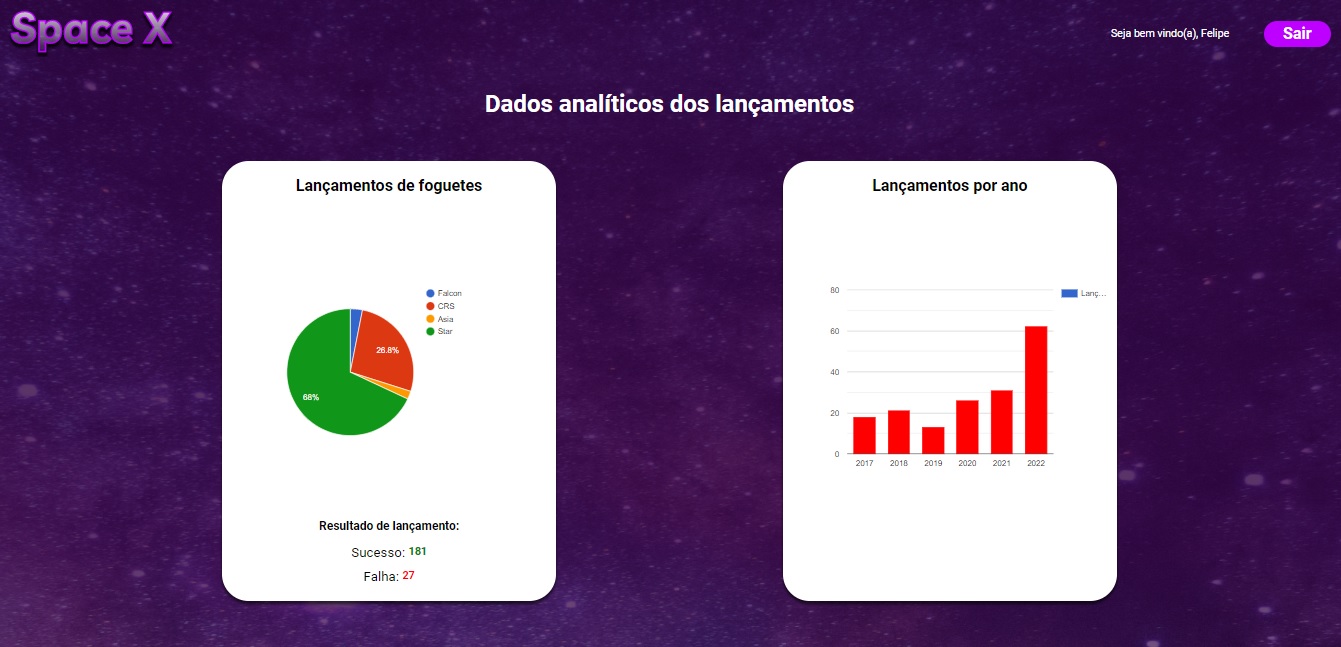 Space X
Seja bem vindo(a), Felipe
Sair
Dados analíticos dos lançamentos
Lançamentos de foguetes
Falcon
CRS
Asia
Star
26.8%
68%
Resultado de lançamento:
Sucesso: 181
Falha: 27
Lançamentos por ano
80
60
40
20
0
Lanç...
2017 2018 2019 2020 2021 2022